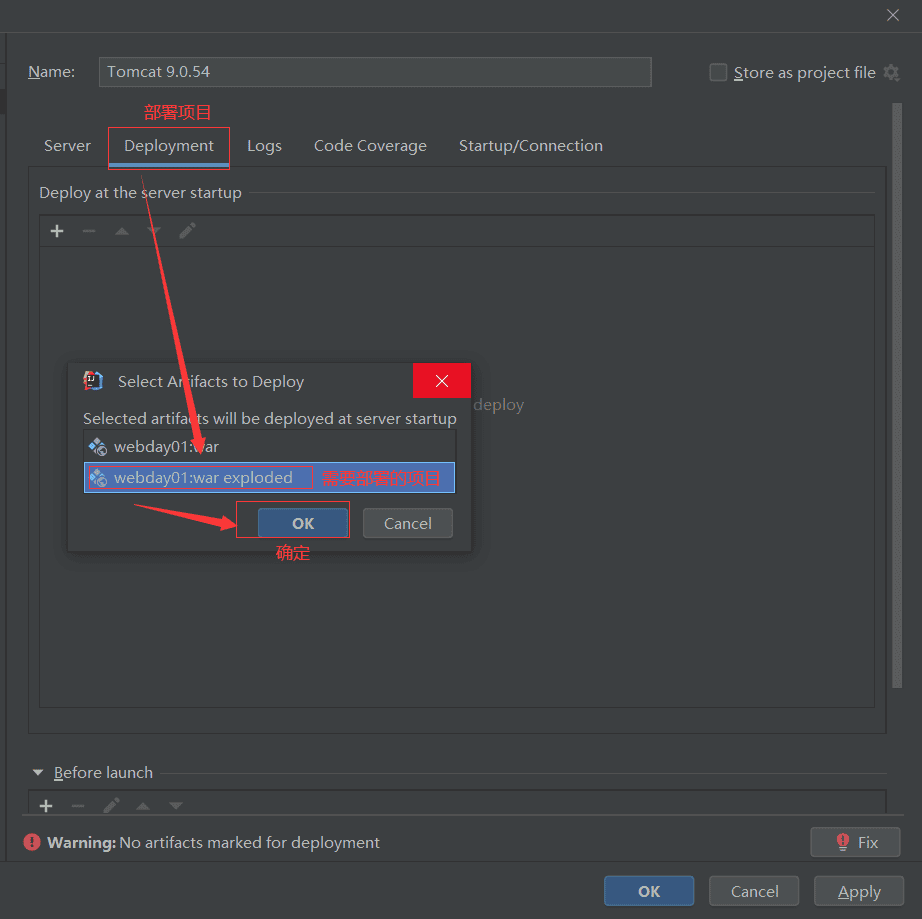 Name: Tomcat 9.0.54 Store as project file
部署项目
Server Deployment Logs Code Coverage Startup/Connection
Deploy at the server startup
Select Artifacts to Deploy
deploy
Selected artifacts will be deployed at server startup
webday01:war
webday01:war exploded 需要部署的项目
OK Cancel
确定
Before launch
Warning: No artifacts marked for deployment Fix
OK Cancel Apply